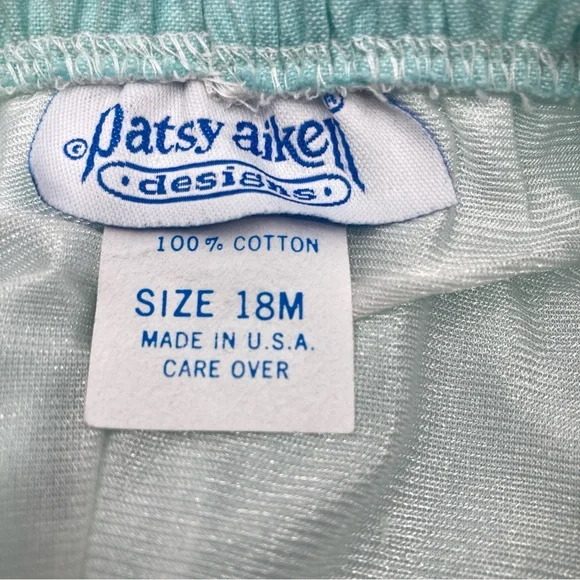 ©patsy aiken®
·designs·
100% COTTON
SIZE 18M
MADE IN U.S.A.
CARE OVER